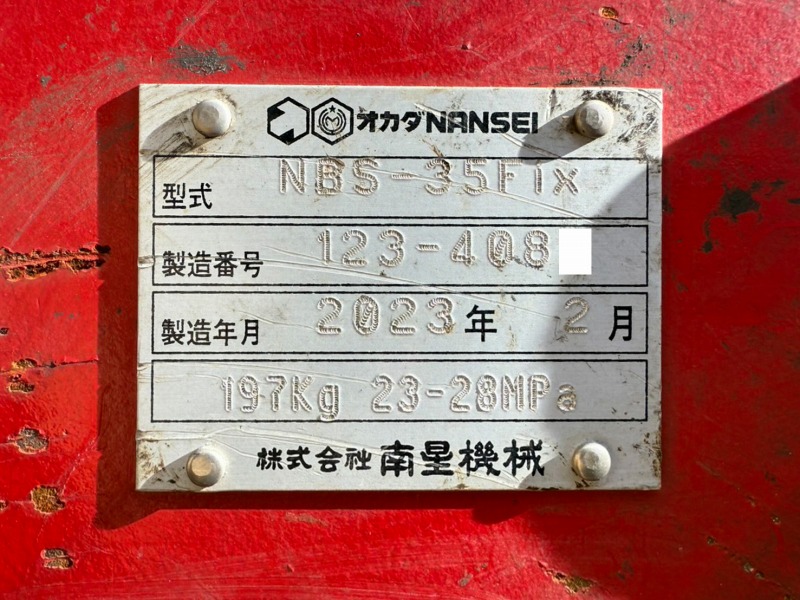 オカダNANSEI
型式 NBS-35Fix
製造番号 123-408
製造年月 2023年 2月
197Kg 23-28MPa
株式会社 南星機械